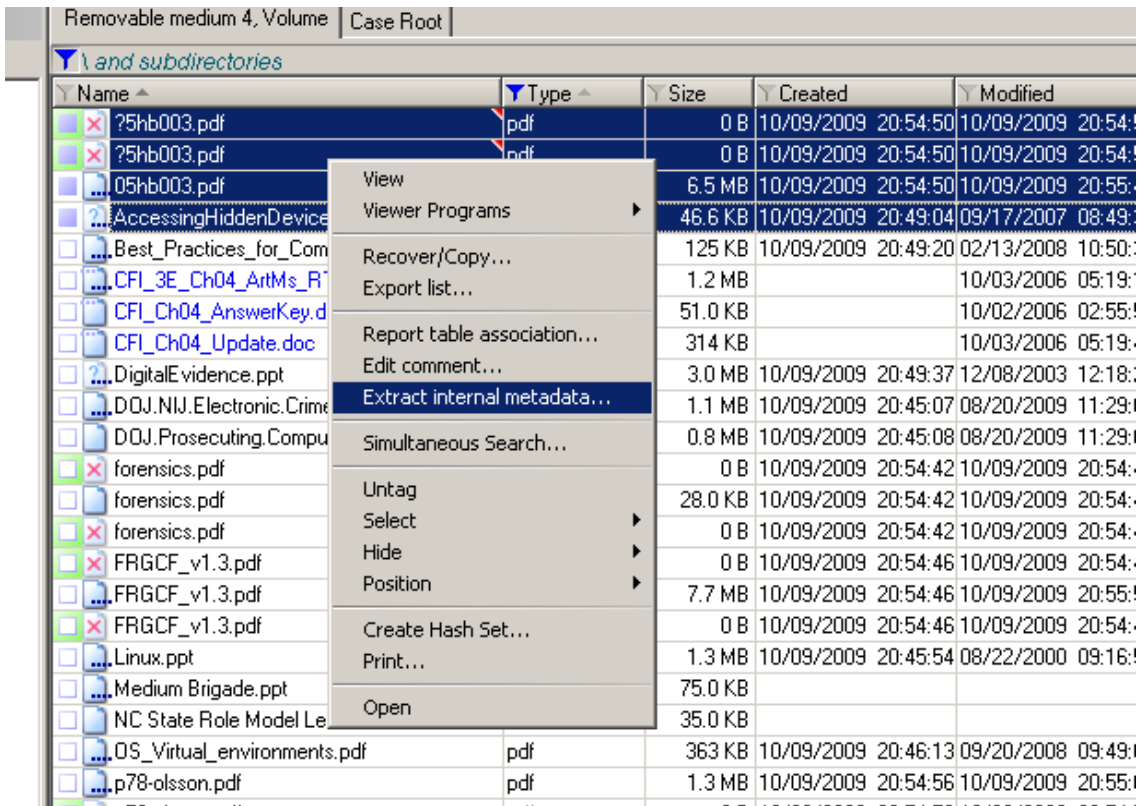 Removable medium 4, Volume Case Root
\ and subdirectories
Name Type Size Created Modified
?5hb003.pdf pdf 0 B 10/09/2009 20:54:50 10/09/2009 20:54:
?5hb003.pdf pdf 0 B 10/09/2009 20:54:50 10/09/2009 20:54:
05hb003.pdf 6.5 MB 10/09/2009 20:54:50 10/09/2009 20:55:
AccessingHiddenDevice 46.6 KB 10/09/2009 20:49:04 09/17/2007 08:49:
Best_Practices_for_Com 125 KB 10/09/2009 20:49:20 02/13/2008 10:50:
CFI_3E_Ch04_ArtMs_R 1.2 MB 10/03/2006 05:19:
CFI_Ch04_AnswerKey.d 51.0 KB 10/02/2006 02:55:
CFI_Ch04_Update.doc 314 KB 10/03/2006 05:19:
DigitalEvidence.ppt 3.0 MB 10/09/2009 20:49:37 12/08/2003 12:18:
DOJ.NIJ.Electronic.Crime 1.1 MB 10/09/2009 20:45:07 08/20/2009 11:29:
DOJ.Prosecuting.Compu 0.8 MB 10/09/2009 20:45:08 08/20/2009 11:29:
forensics.pdf 0 B 10/09/2009 20:54:42 10/09/2009 20:54:
forensics.pdf 28.0 KB 10/09/2009 20:54:42 10/09/2009 20:54:
forensics.pdf 0 B 10/09/2009 20:54:42 10/09/2009 20:54:
FRGCF_v1.3.pdf 0 B 10/09/2009 20:54:46 10/09/2009 20:54:
FRGCF_v1.3.pdf 7.7 MB 10/09/2009 20:54:46 10/09/2009 20:55:
FRGCF_v1.3.pdf 0 B 10/09/2009 20:54:46 10/09/2009 20:54:
Linux.ppt 1.3 MB 10/09/2009 20:45:54 08/22/2000 09:16:
Medium Brigade.ppt 75.0 KB
NC State Role Model Le 35.0 KB
OS_Virtual_environments.pdf pdf 363 KB 10/09/2009 20:46:13 09/20/2008 09:49:
p78-olsson.pdf pdf 1.3 MB 10/09/2009 20:54:56 10/09/2009 20:55:
View
Viewer Programs
Recover/Copy...
Export list...
Report table association...
Edit comment...
Extract internal metadata...
Simultaneous Search...
Untag
Select
Hide
Position
Create Hash Set...
Print...
Open